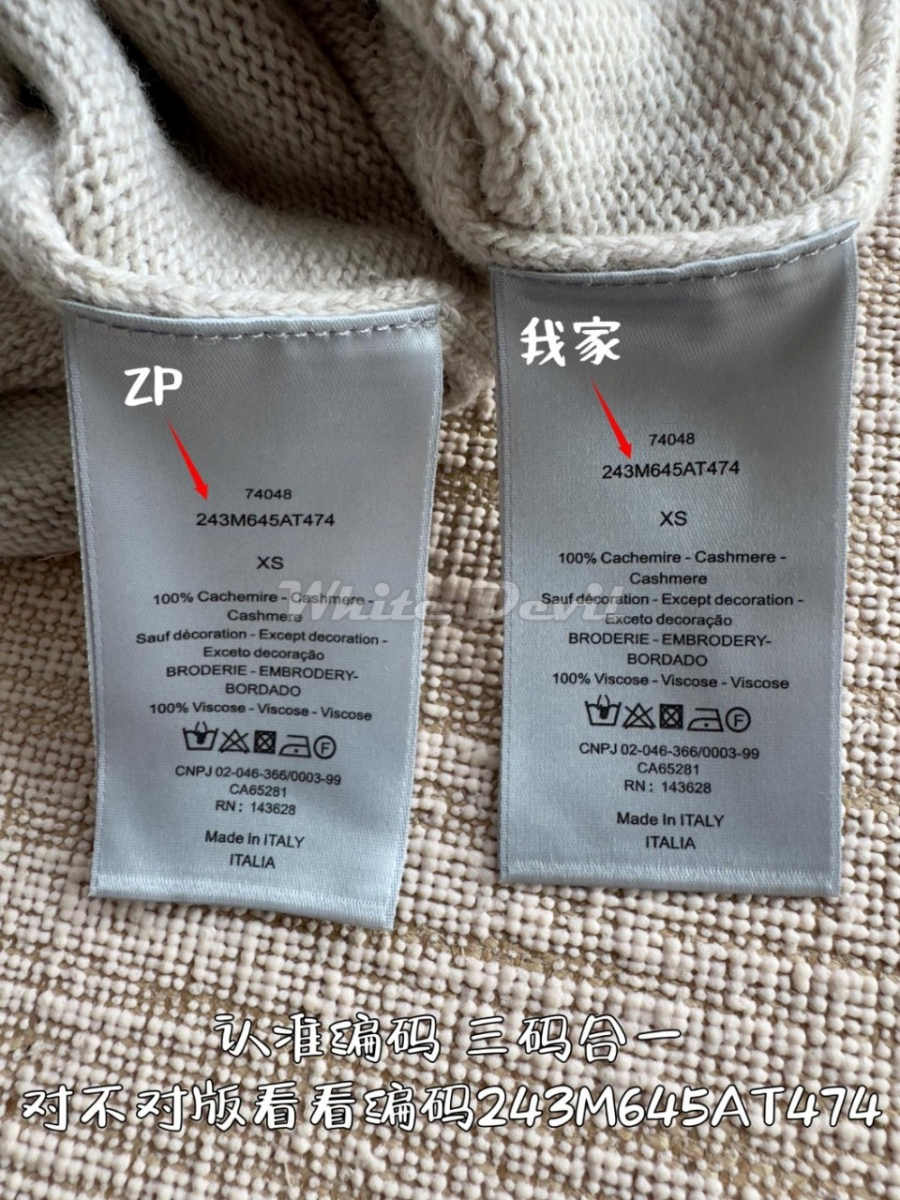 ZP
74048
243M645AT474
XS
100% Cachemire - Cashmere -
Cashmere
Sauf décoration - Except decoration -
Exceto decoração
BRODERIE - EMBRODERY-
BORDADO
100% Viscose - Viscose - Viscose
F
CNPJ 02-046-366/0003-99
CA65281
RN : 143628
Made In ITALY
ITALIA
我家
74048
243M645AT474
XS
100% Cachemire - Cashmere -
Cashmere
Sauf décoration - Except decoration -
Exceto decoração
BRODERIE - EMBRODERY-
BORDADO
100% Viscose - Viscose - Viscose
F
CNPJ 02-046-366/0003-99
CA65281
RN : 143628
Made In ITALY
ITALIA
White Devil
认准编码 三码合一
对不对版看看编码243M645AT474